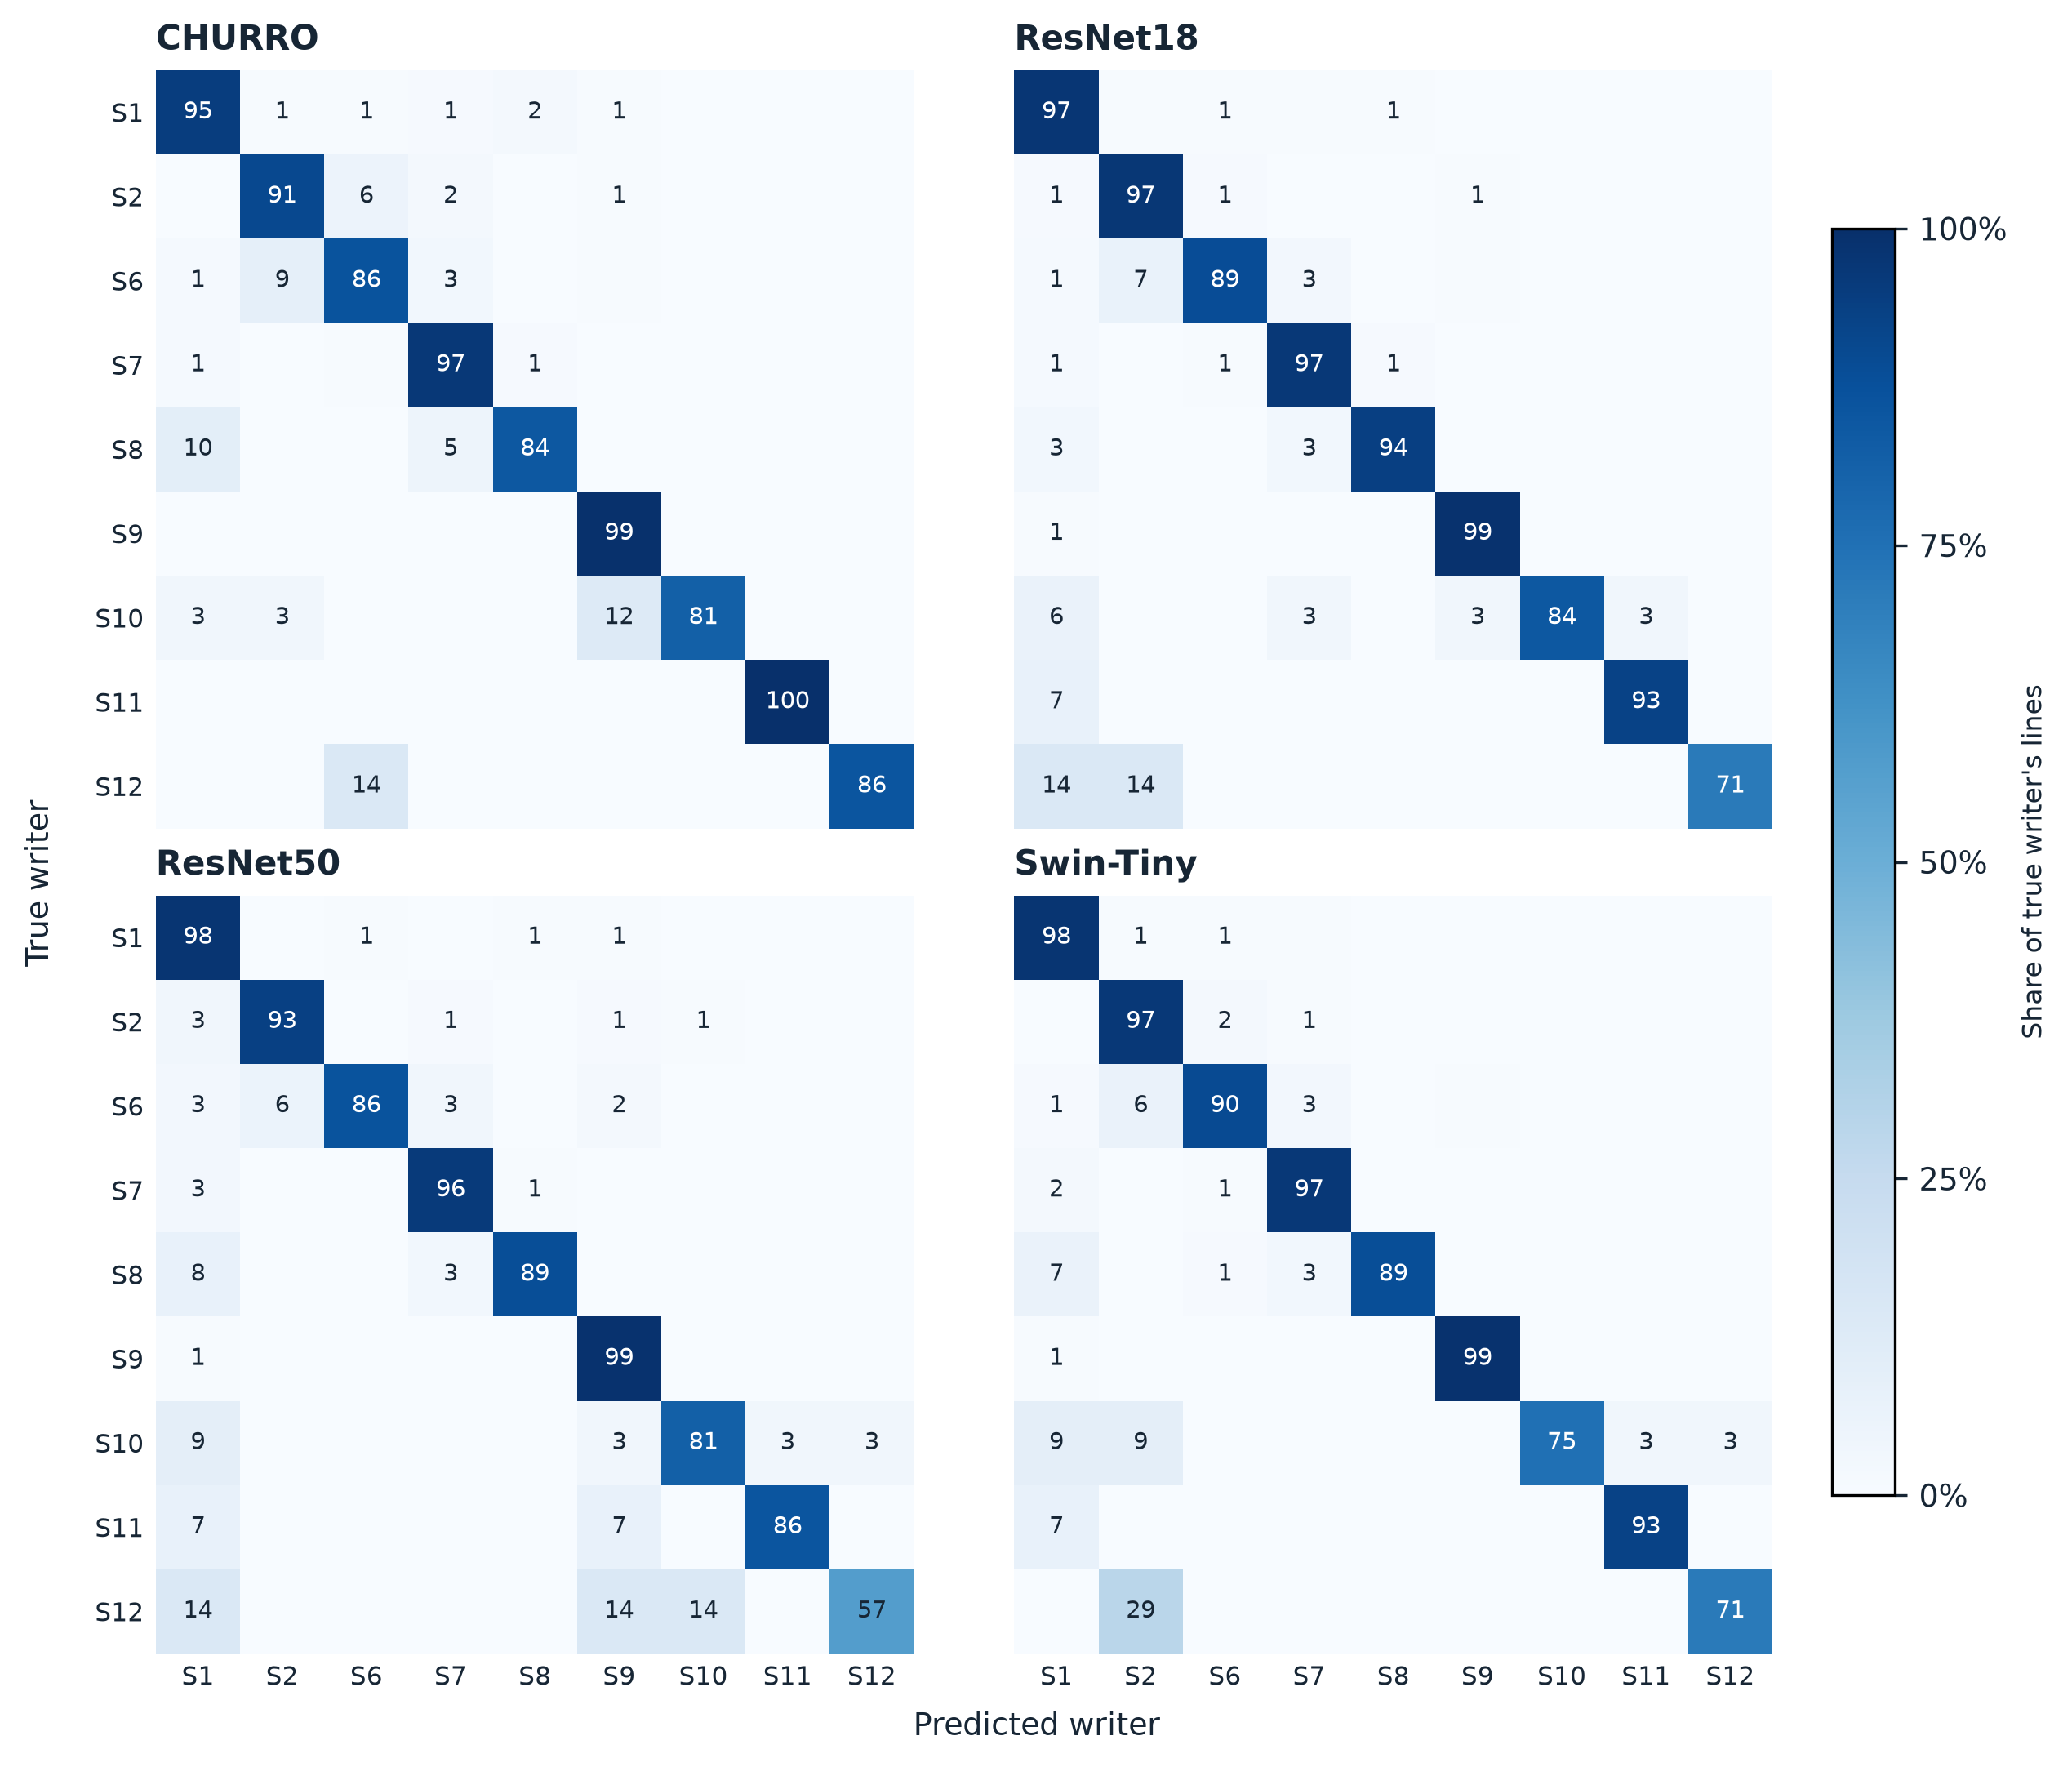 CHURRO
S1 95 1 1 1 2 1
S2 91 6 2 1
S6 1 9 86 3
S7 1 97 1
S8 10 5 84
S9 99
S10 3 3 12 81
S11 100
S12 14 86
ResNet18
97 1 1
1 97 1 1
1 7 89 3
1 1 97 1
3 3 94
1 99
6 3 3 84 3
7 93
14 14 71
ResNet50
S1 98 1 1 1
S2 3 93 1 1 1
S6 3 6 86 3 2
S7 3 96 1
S8 8 3 89
S9 1 99
S10 9 3 81 3 3
S11 7 7 86
S12 14 14 14 57
S1 S2 S6 S7 S8 S9 S10 S11 S12
Swin-Tiny
98 1 1
97 2 1
1 6 90 3
2 1 97
7 1 3 89
1 99
9 9 75 3 3
7 93
29 71
S1 S2 S6 S7 S8 S9 S10 S11 S12
True writer
Predicted writer
100%
75%
50%
25%
0%
Share of true writer's lines